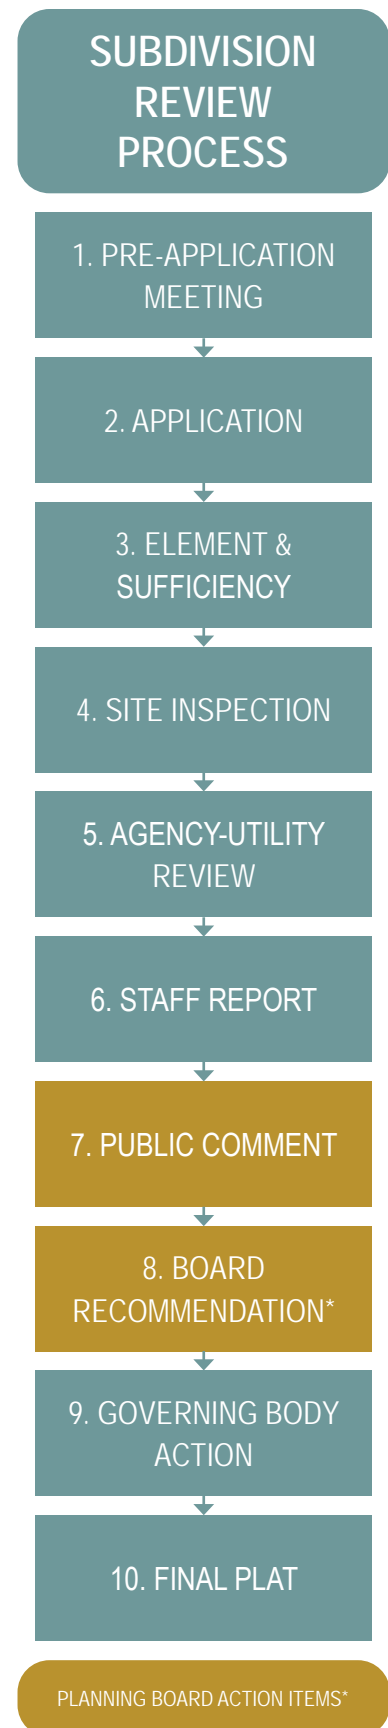 SUBDIVISION
REVIEW
PROCESS
1. PRE-APPLICATION
MEETING
2. APPLICATION
3. ELEMENT &
SUFFICIENCY
4. SITE INSPECTION
5. AGENCY-UTILITY
REVIEW
6. STAFF REPORT
7. PUBLIC COMMENT
8. BOARD
RECOMMENDATION*
9. GOVERNING BODY
ACTION
10. FINAL PLAT
PLANNING BOARD ACTION ITEMS*